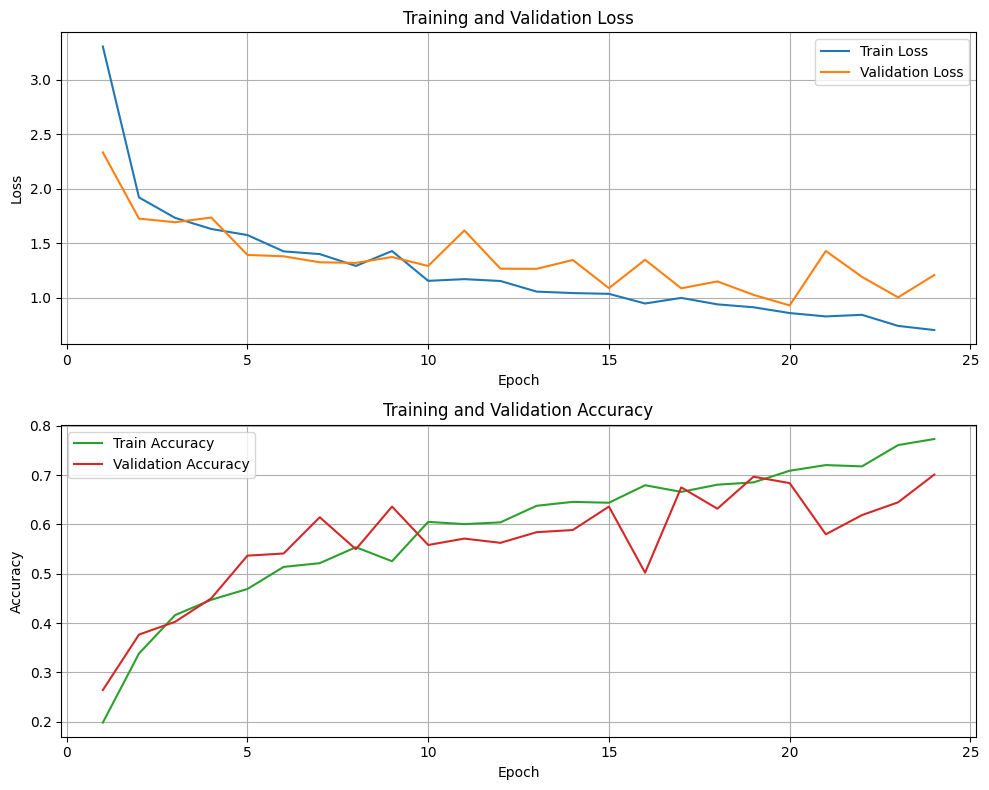 Training and Validation Loss
Train Loss
Validation Loss
Loss
3.0
2.5
2.0
1.5
1.0
0 5 10 15 20 25
Epoch
Training and Validation Accuracy
Train Accuracy
Validation Accuracy
Accuracy
0.8
0.7
0.6
0.5
0.4
0.3
0.2
0 5 10 15 20 25
Epoch